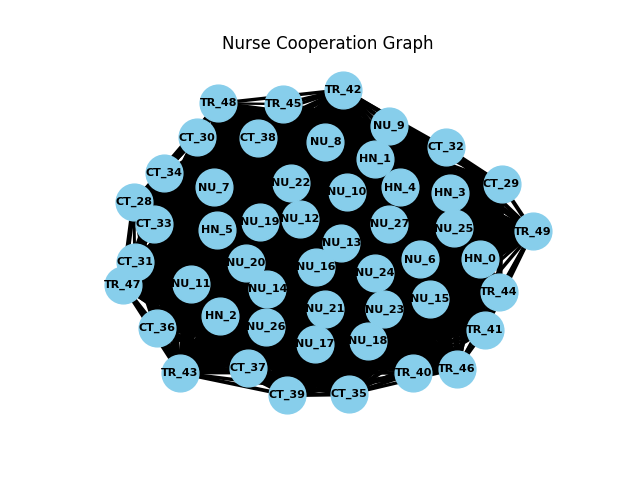 Nurse Cooperation Graph
TR_42
TR_48
TR_45
NU_9
CT_30
CT_38
NU_8
CT_32
HN_1
CT_34
NU_22
CT_29
NU_7
HN_4
NU_10
HN_3
CT_28
NU_12
NU_19
CT_33
NU_27
NU_25
HN_5
TR_49
NU_13
HN_0
NU_6
CT_31
NU_20
NU_16
NU_24
TR_47
NU_11
NU_14
TR_44
NU_15
NU_21
NU_23
HN_2
NU_26
CT_36
TR_41
NU_18
NU_17
CT_37
TR_46
TR_43
TR_40
CT_35
CT_39